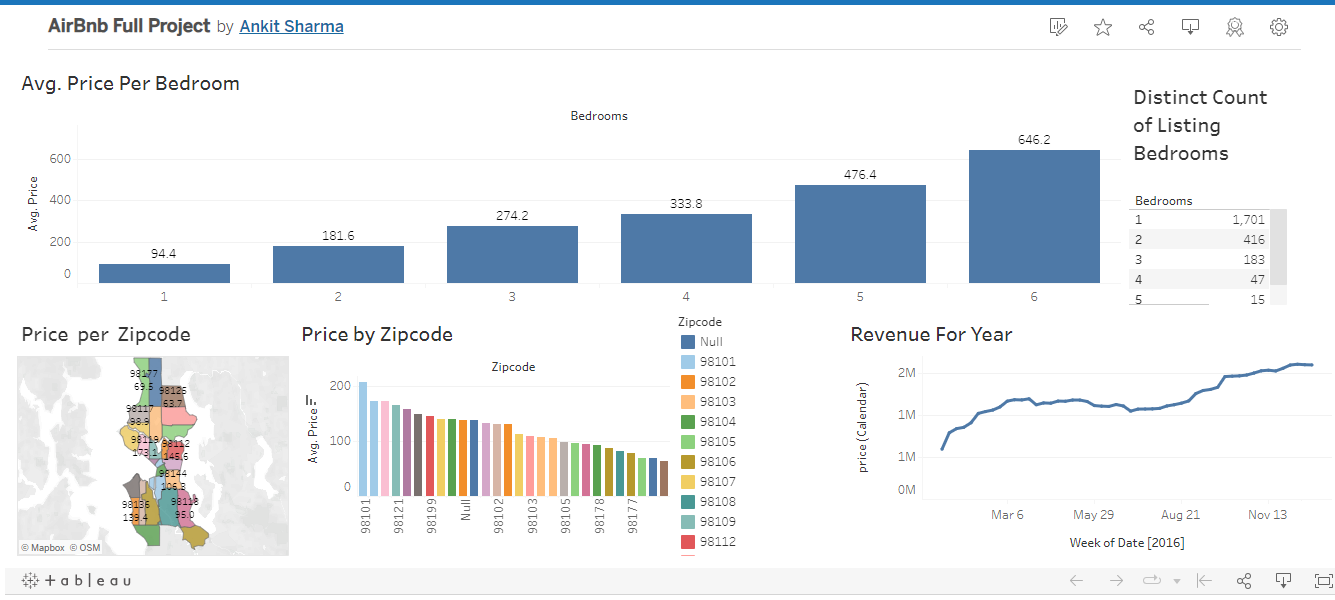 AirBnb Full Project by Ankit Sharma
Avg. Price Per Bedroom
Bedrooms
Avg. Price
600
400
200
0
94.4
181.6
274.2
333.8
476.4
646.2
1
2
3
4
5
6
Distinct Count
of Listing
Bedrooms
Bedrooms
1 1,701
2 416
3 183
4 47
5 15
Price per Zipcode
98177
69.5
98125
63.7
98117
98.9
98119
173.1
98112
145.6
98144
106.3
98136
139.4
98118
95.0
© Mapbox © OSM
Price by Zipcode
Zipcode
Avg. Price
200
100
0
98101
98121
98199
Null
98102
98103
98105
98178
98177
Zipcode
Null
98101
98102
98103
98104
98105
98106
98107
98108
98109
98112
Revenue For Year
price (Calendar)
2M
1M
1M
0M
Mar 6
May 29
Aug 21
Nov 13
Week of Date [2016]
+ableau